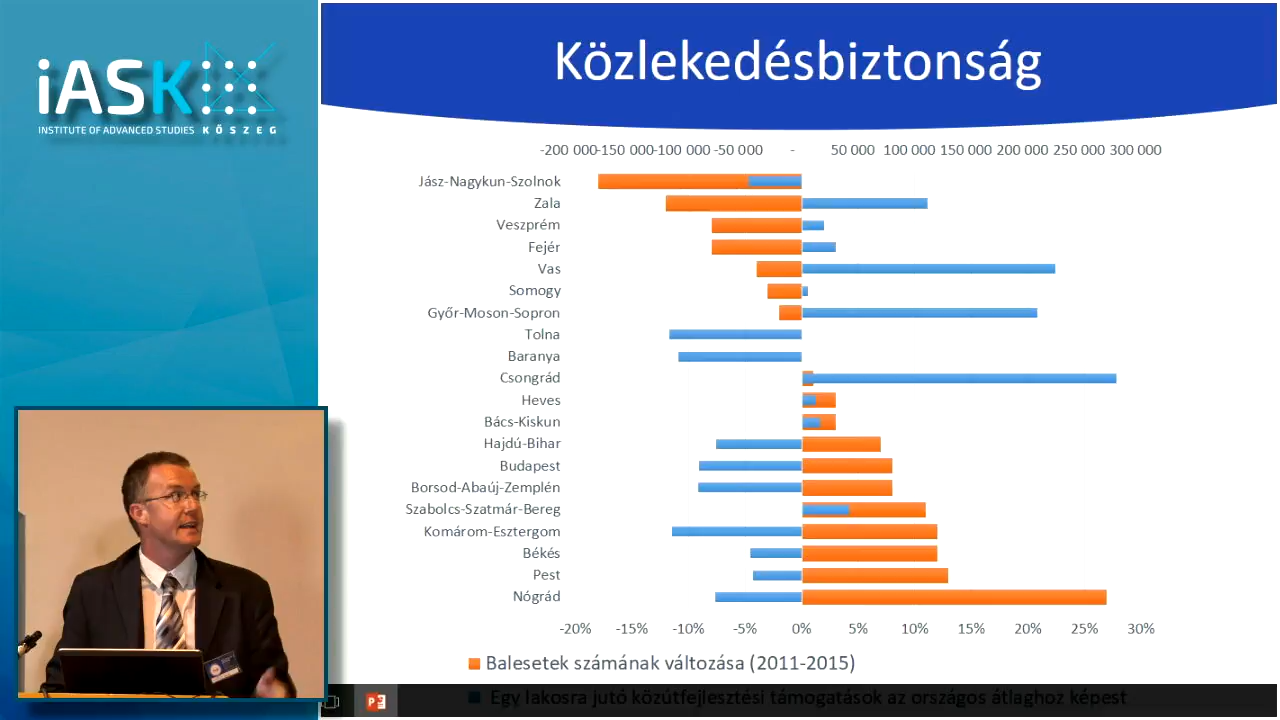 iASK
INSTITUTE OF ADVANCED STUDIES KŐSZEG
Közlekedésbiztonság
-200 000 -150 000 -100 000 -50 000 - 50 000 100 000 150 000 200 000 250 000 300 000
Jász-Nagykun-Szolnok
Zala
Veszprém
Fejér
Vas
Somogy
Győr-Moson-Sopron
Tolna
Baranya
Csongrád
Heves
Bács-Kiskun
Hajdú-Bihar
Budapest
Borsod-Abaúj-Zemplén
Szabolcs-Szatmár-Bereg
Komárom-Esztergom
Békés
Pest
Nógrád
-20% -15% -10% -5% 0% 5% 10% 15% 20% 25% 30%
Balesetek számának változása (2011-2015)
Egy lakosra jutó közútfejlesztési támogatások az országos átlaghoz képest